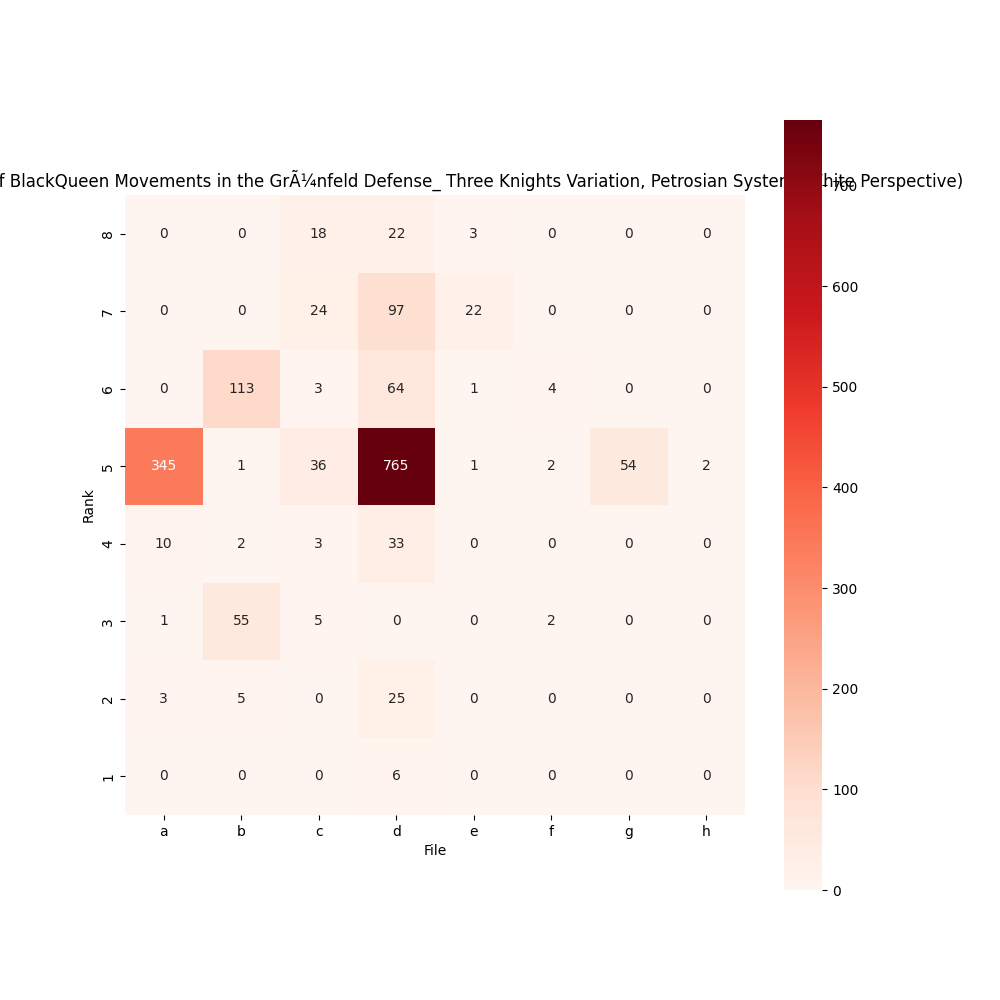 f BlackQueen Movements in the GrÃ¼nfeld Defense_ Three Knights Variation, Petrosian System (White Perspective)
700
8 0 0 18 22 3 0 0 0
7 0 0 24 97 22 0 0 0
600
6 0 113 3 64 1 4 0 0
500
5 345 1 36 765 1 2 54 2
Rank
400
4 10 2 3 33 0 0 0 0
300
3 1 55 5 0 0 2 0 0
200
2 3 5 0 25 0 0 0 0
100
1 0 0 0 6 0 0 0 0
a b c d e f g h
File
0